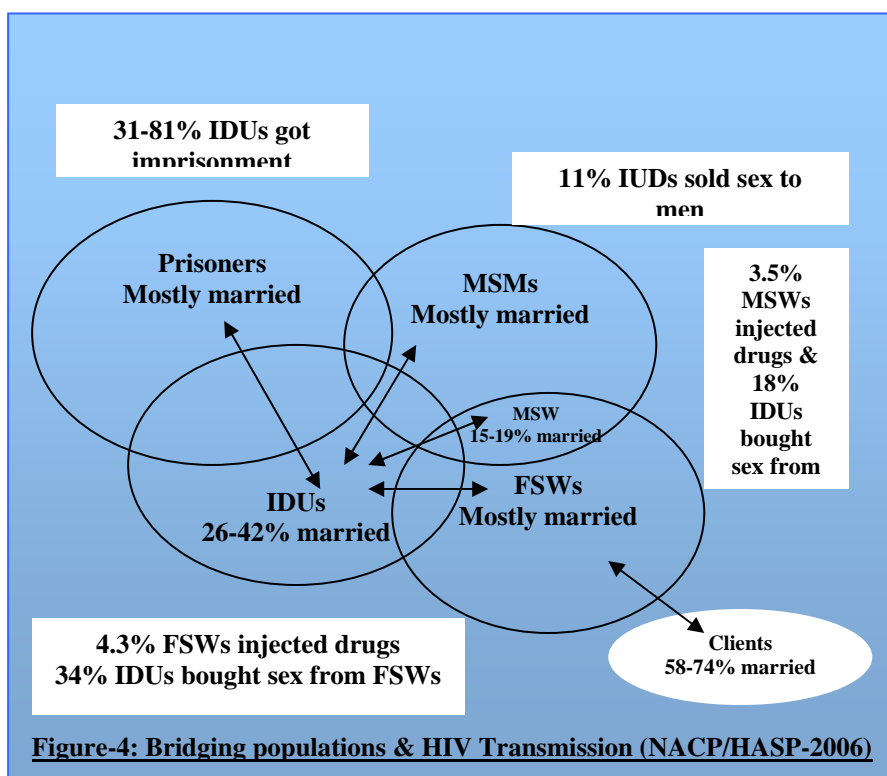 31-81% IDUs got
imprisonment
11% IUDs sold sex to
men
Prisoners
Mostly married
MSMs
Mostly married
3.5%
MSWs
injected
drugs &
18%
IDUs
bought
sex from
MSW
15-19% married
IDUs
26-42% married
FSWs
Mostly married
4.3% FSWs injected drugs
34% IDUs bought sex from FSWs
Clients
58-74% married
Figure-4: Bridging populations & HIV Transmission (NACP/HASP-2006)